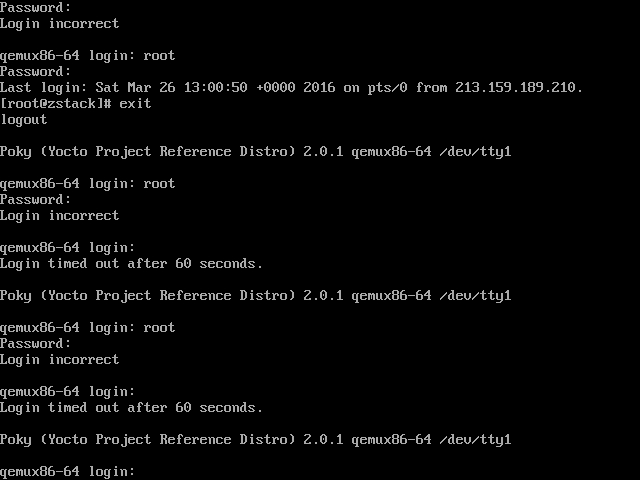 Password:
Login incorrect
qemux86-64 login: root
Password:
Last login: Sat Mar 26 13:00:50 +0000 2016 on pts/0 from 213.159.189.210.
[root@zstack]# exit
logout
Poky (Yocto Project Reference Distro) 2.0.1 qemux86-64 /dev/tty1
qemux86-64 login: root
Password:
Login incorrect
qemux86-64 login:
Login timed out after 60 seconds.
Poky (Yocto Project Reference Distro) 2.0.1 qemux86-64 /dev/tty1
qemux86-64 login: root
Password:
Login incorrect
qemux86-64 login:
Login timed out after 60 seconds.
Poky (Yocto Project Reference Distro) 2.0.1 qemux86-64 /dev/tty1
qemux86-64 login: